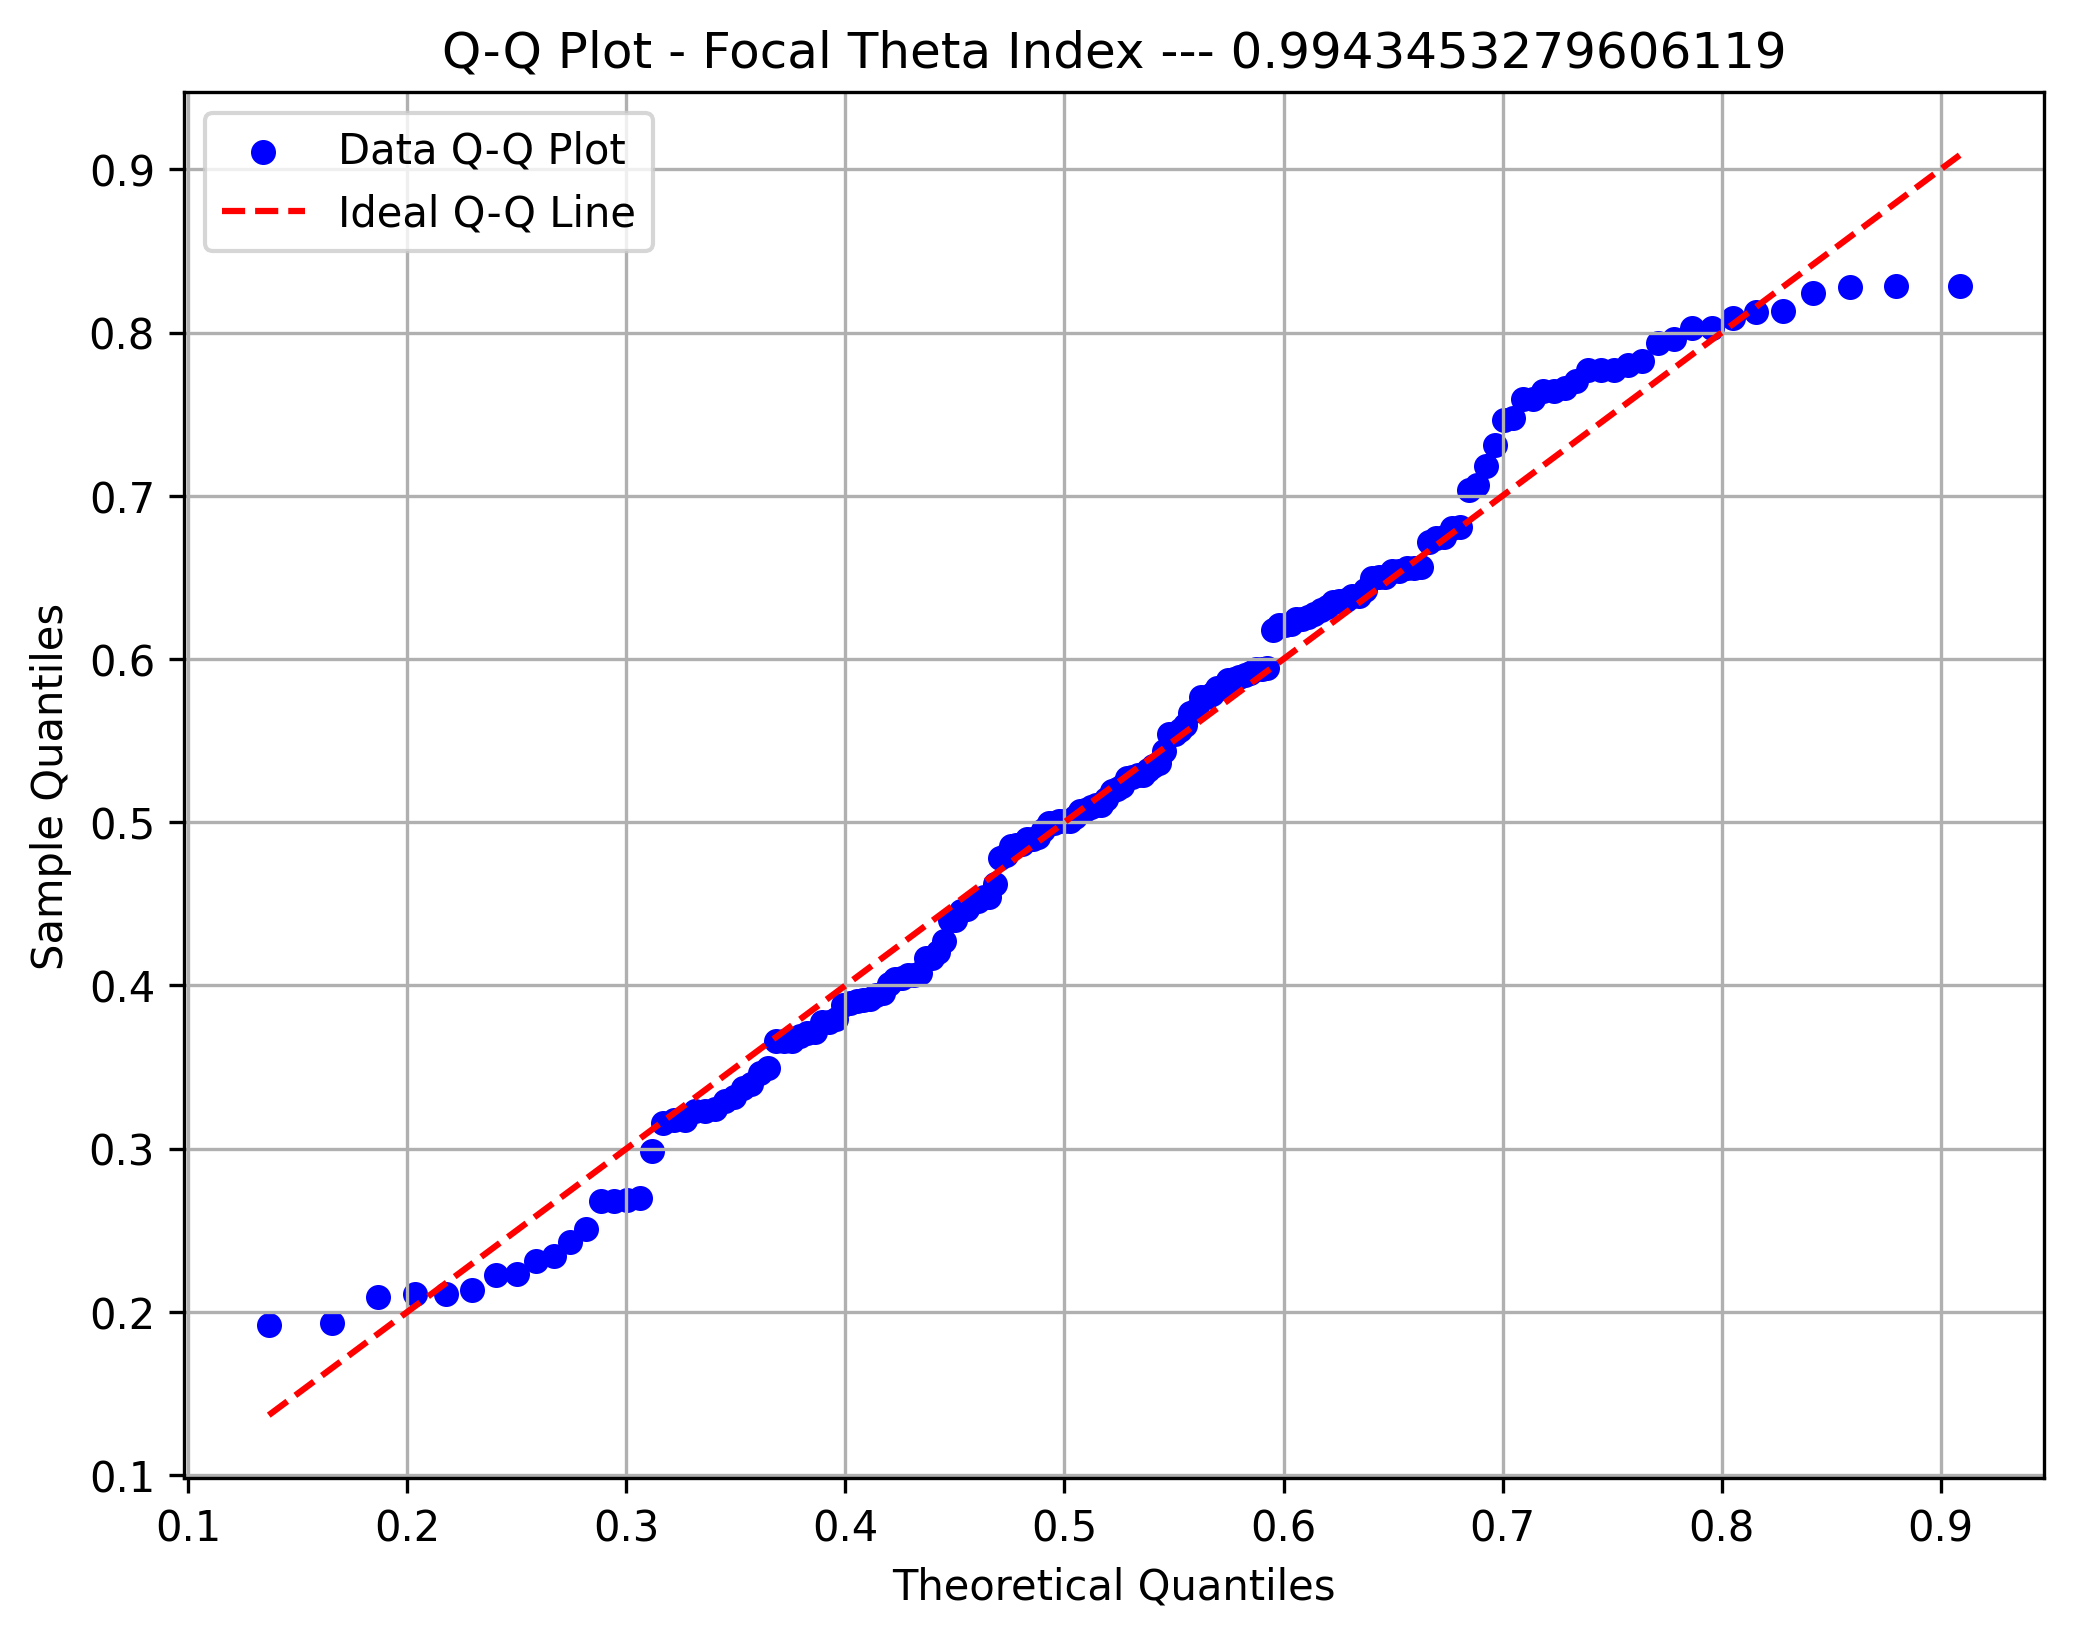 Q-Q Plot - Focal Theta Index --- 0.9943453279606119
Data Q-Q Plot
Ideal Q-Q Line
0.9
0.8
0.7
0.6
0.5
0.4
0.3
0.2
0.1
Sample Quantiles
0.1 0.2 0.3 0.4 0.5 0.6 0.7 0.8 0.9
Theoretical Quantiles